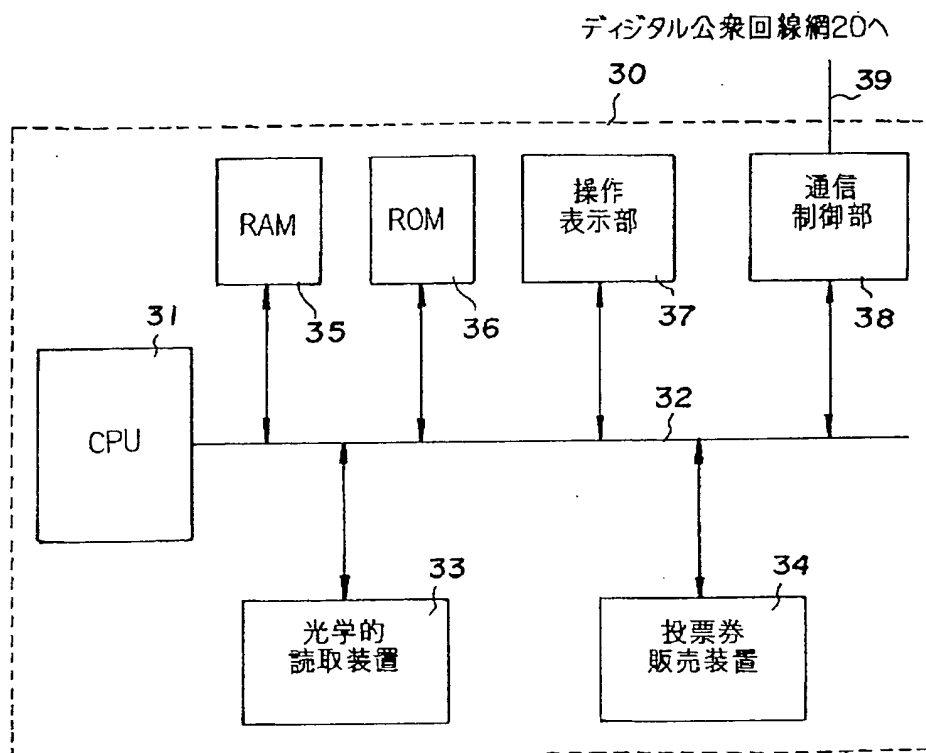 ディジタル公衆回線網20へ
39
30
RAM
ROM
操作
表示部
通信
制御部
35
36
37
38
31
CPU
32
33
34
光学的
読取装置
投票券
販売装置